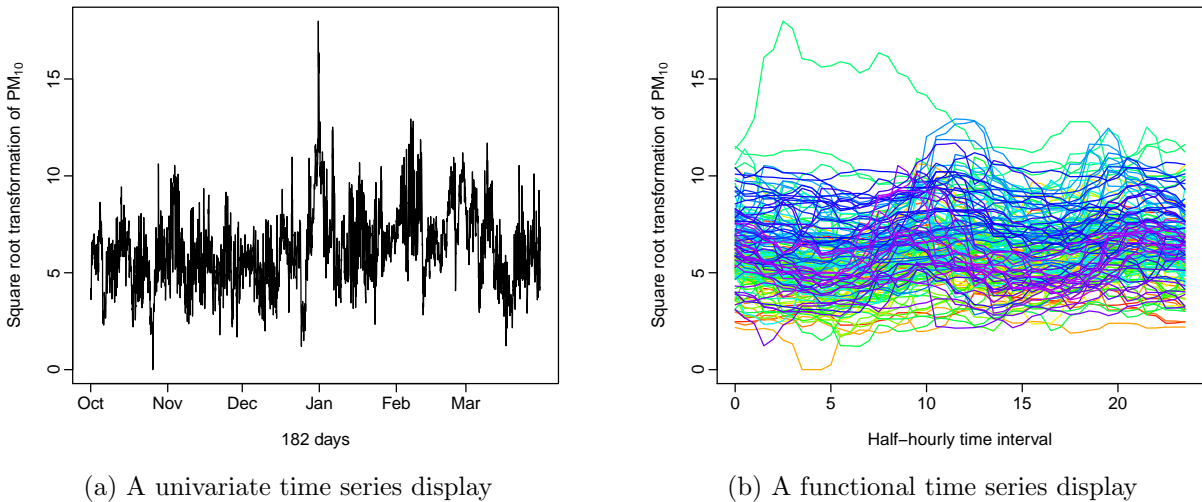 Square root transformation of PM10
15
10
5
0
Oct Nov Dec Jan Feb Mar
182 days
(a) A univariate time series display
Square root transformation of PM10
15
10
5
0
0 5 10 15 20
Half-hourly time interval
(b) A functional time series display